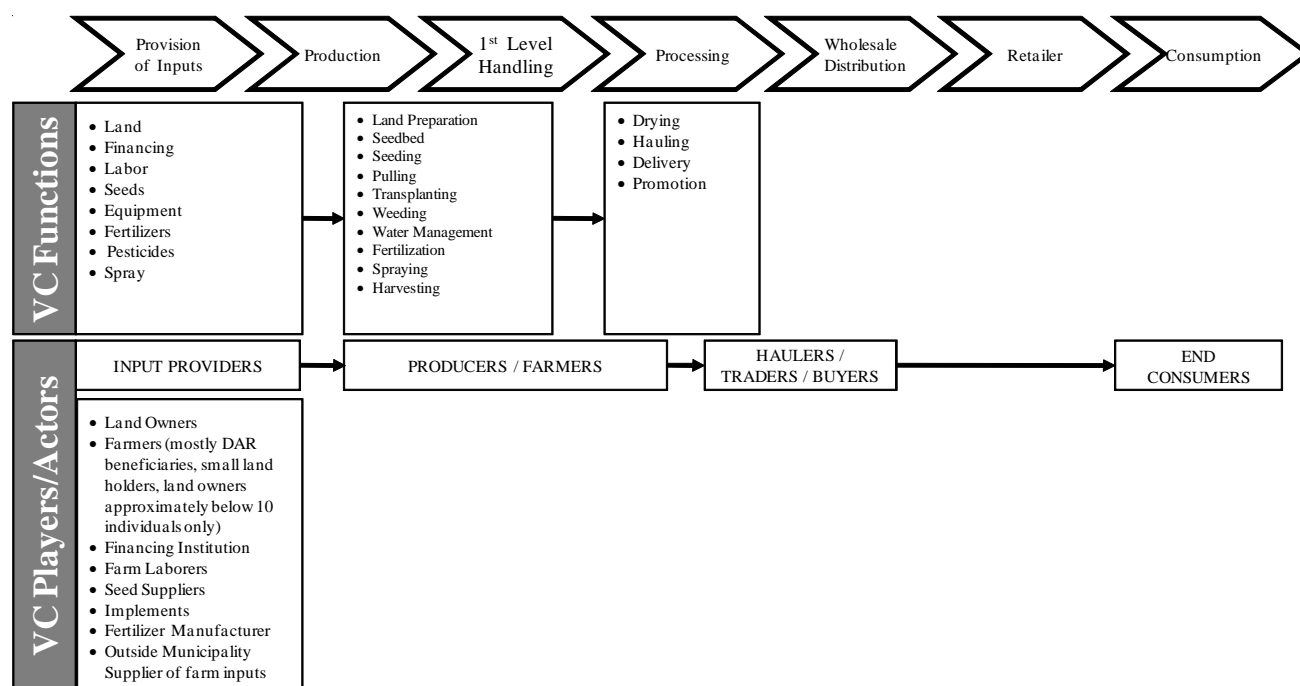 Provision
of Inputs
Production
1st Level
Handling
Processing
Wholesale
Distribution
Retailer
Consumption
VC Functions
• Land
• Financing
• Labor
• Seeds
• Equipment
• Fertilizers
• Pesticides
• Spray
• Land Preparation
• Seedbed
• Seeding
• Pulling
• Transplanting
• Weeding
• Water Management
• Fertilization
• Spraying
• Harvesting
• Drying
• Hauling
• Delivery
• Promotion
VC Players/Actors
INPUT PROVIDERS
PRODUCERS / FARMERS
HAULERS /
TRADERS / BUYERS
END
CONSUMERS
• Land Owners
• Farmers (mostly DAR
beneficiaries, small land
holders, land owners
approximately below 10
individuals only)
• Financing Institution
• Farm Laborers
• Seed Suppliers
• Implements
• Fertilizer Manufacturer
• Outside Municipality
Supplier of farm inputs